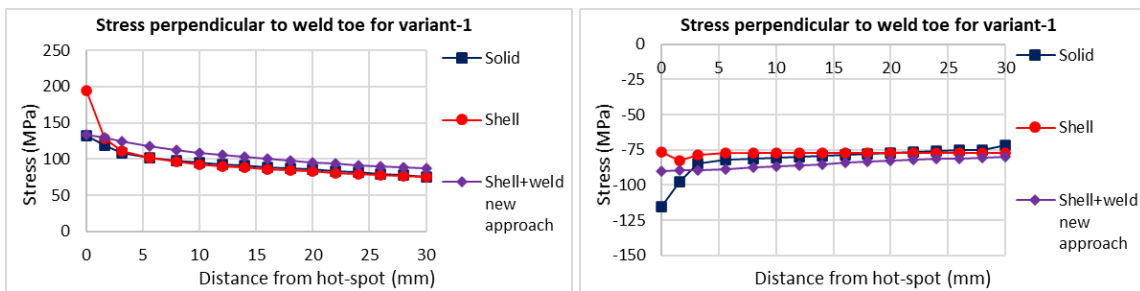 Stress perpendicular to weld toe for variant-1
250
200
150
100
50
0
Stress (MPa)
0 5 10 15 20 25 30
Distance from hot-spot (mm)
Solid
Shell
Shell+weld
new
approach
Stress perpendicular to weld toe for variant-1
0
-25
-50
-75
-100
-125
-150
Stress (MPa)
0 5 10 15 20 25 30
Distance from hot-spot (mm)
Solid
Shell
Shell+weld
new
approach